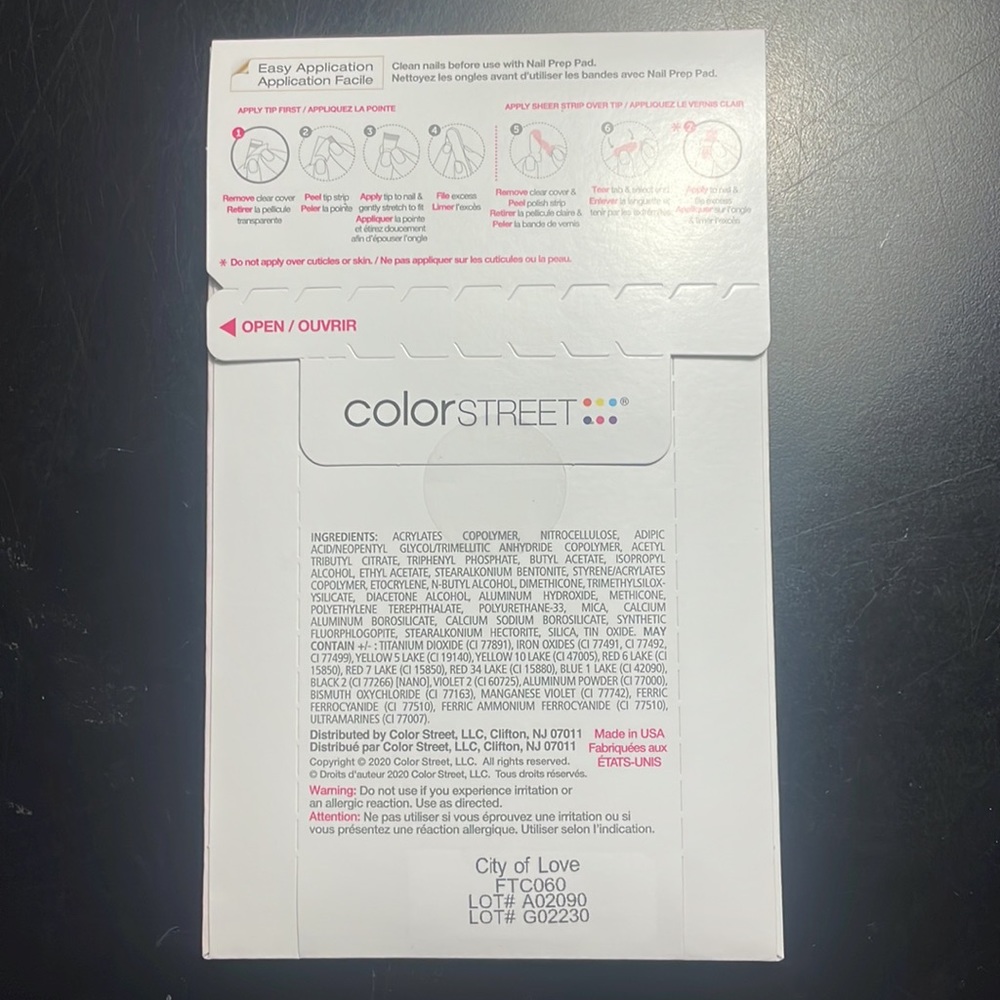 Easy Application
Application Facile
Clean nails before use with Nail Prep Pad.
Nettoyez les ongles avant d'utiliser les bandes avec Nail Prep Pad.
APPLY TIP FIRST / APPLIQUEZ LA POINTE
APPLY SHEER STRIP OVER TIP / APPLIQUEZ LE VERNIS CLAIR
1 2 3 4 5 6 * 7
Remove clear cover
Retirer la pellicule
transparente
Peel tip strip
Peler la pointe
Apply tip to nail &
gently stretch to fit
Appliquer la pointe
et étirez doucement
afin d'épouser l'ongle
File excess
Limer l'excès
Remove clear cover &
Peel polish strip
Retirer la pellicule claire &
Peler la bande de vernis
Tear tab &
Enlever la languette et
tenir par les extrémités
Apply to nail &
file excess
Appliquer sur l'ongle
& limer l'excès
* Do not apply over cuticles or skin. / Ne pas appliquer sur les cuticules ou la peau.
OPEN / OUVRIR
colorSTREET®
INGREDIENTS: ACRYLATES COPOLYMER, NITROCELLULOSE, ADIPIC
ACID/NEOPENTYL GLYCOL/TRIMELLITIC ANHYDRIDE COPOLYMER, ACETYL
TRIBUTYL CITRATE, TRIPHENYL PHOSPHATE, BUTYL ACETATE, ISOPROPYL
ALCOHOL, ETHYL ACETATE, STEARALKONIUM BENTONITE, STYRENE/ACRYLATES
COPOLYMER, ETOCRYLENE, N-BUTYL ALCOHOL, DIMETHICONE, TRIMETHYLSILOX-
YSILICATE, DIACETONE ALCOHOL, ALUMINUM HYDROXIDE, METHICONE,
POLYETHYLENE TEREPHTHALATE, POLYURETHANE-33, MICA, CALCIUM
ALUMINUM BOROSILICATE, CALCIUM SODIUM BOROSILICATE, SYNTHETIC
FLUORPHLOGOPITE, STEARALKONIUM HECTORITE, SILICA, TIN OXIDE. MAY
CONTAIN +/- : TITANIUM DIOXIDE (CI 77891), IRON OXIDES (CI 77491, CI 77492,
CI 77499), YELLOW 5 LAKE (CI 19140), YELLOW 10 LAKE (CI 47005), RED 6 LAKE (CI
15850), RED 7 LAKE (CI 15850), RED 34 LAKE (CI 15880), BLUE 1 LAKE (CI 42090),
BLACK 2 (CI 77266) [NANO], VIOLET 2 (CI 60725), ALUMINUM POWDER (CI 77000),
BISMUTH OXYCHLORIDE (CI 77163), MANGANESE VIOLET (CI 77742), FERRIC
FERROCYANIDE (CI 77510), FERRIC AMMONIUM FERROCYANIDE (CI 77510),
ULTRAMARINES (CI 77007).
Distributed by Color Street, LLC, Clifton, NJ 07011
Distribué par Color Street, LLC, Clifton, NJ 07011
Made in USA
Fabriquées aux
ÉTATS-UNIS
Copyright © 2020 Color Street, LLC. All rights reserved.
© Droits d'auteur 2020 Color Street, LLC. Tous droits réservés.
Warning: Do not use if you experience irritation or
an allergic reaction. Use as directed.
Attention: Ne pas utiliser si vous éprouvez une irritation ou si
vous présentez une réaction allergique. Utiliser selon l'indication.
City of Love
FTC060
LOT# A02090
LOT# G02230